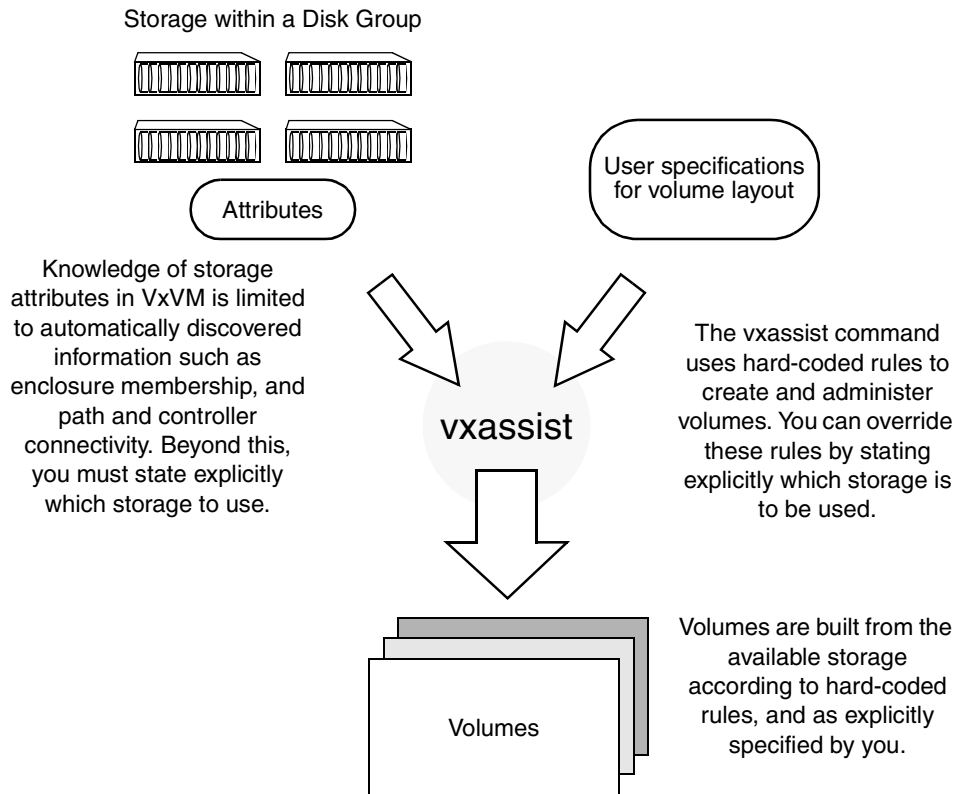 Storage within a Disk Group
User specifications
for volume layout
Attributes
Knowledge of storage
attributes in VxVM is limited
to automatically discovered
information such as
enclosure membership, and
path and controller
connectivity. Beyond this,
you must state explicitly
which storage to use.
The vxassist command
uses hard-coded rules to
create and administer
volumes. You can override
these rules by stating
explicitly which storage is
to be used.
vxassist
Volumes are built from the
available storage
according to hard-coded
rules, and as explicitly
specified by you.
Volumes